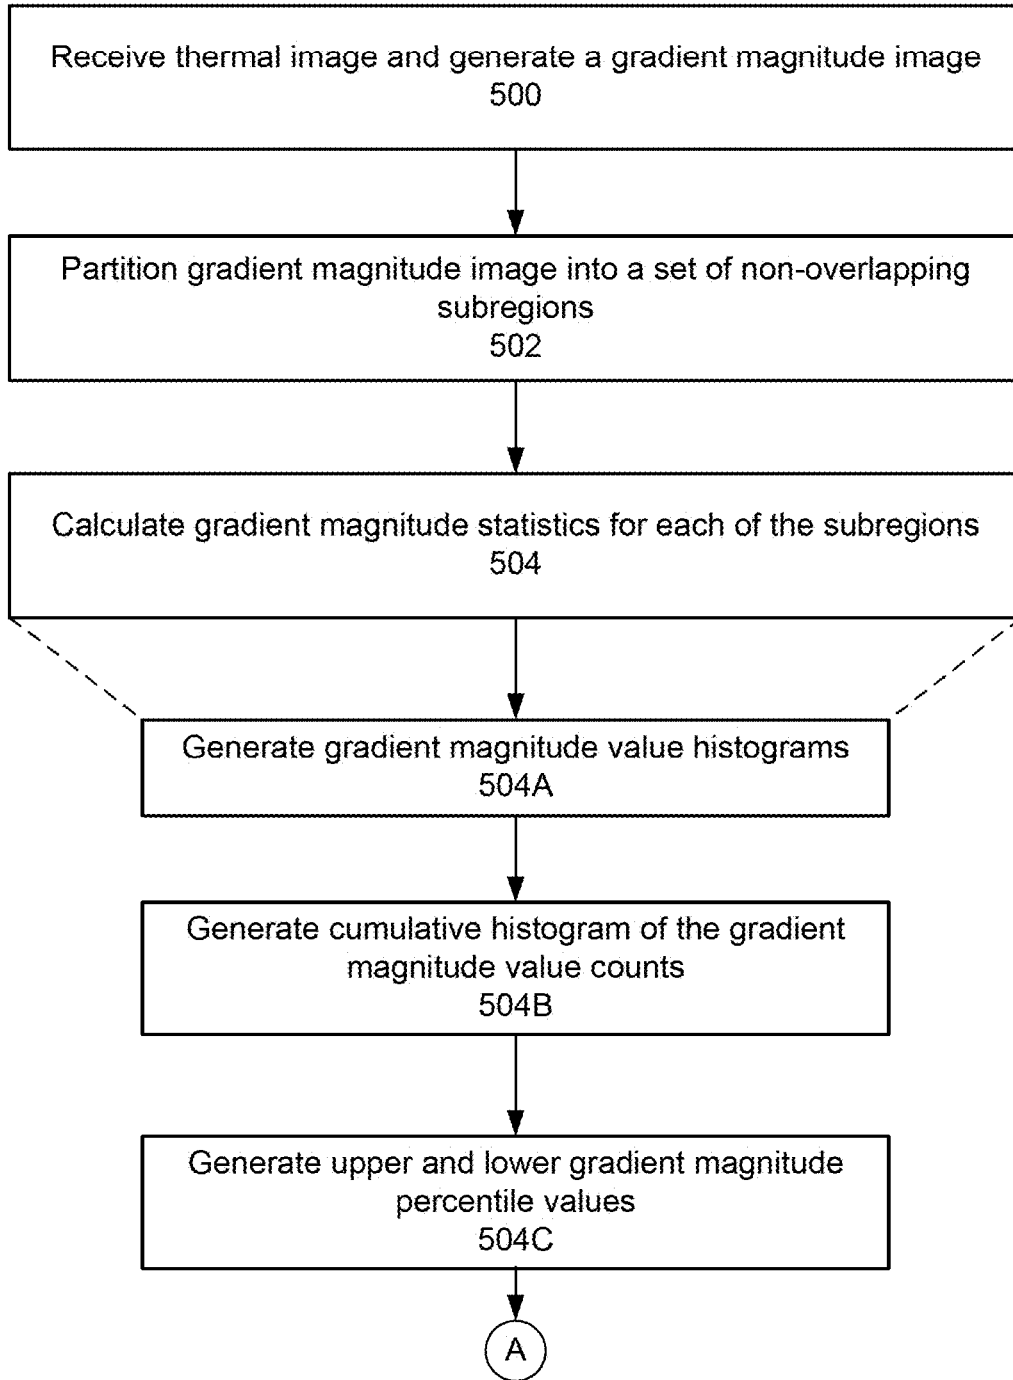 Receive thermal image and generate a gradient magnitude image
500
Partition gradient magnitude image into a set of non-overlapping
subregions
502
Calculate gradient magnitude statistics for each of the subregions
504
Generate gradient magnitude value histograms
504A
Generate cumulative histogram of the gradient
magnitude value counts
504B
Generate upper and lower gradient magnitude
percentile values
504C
A